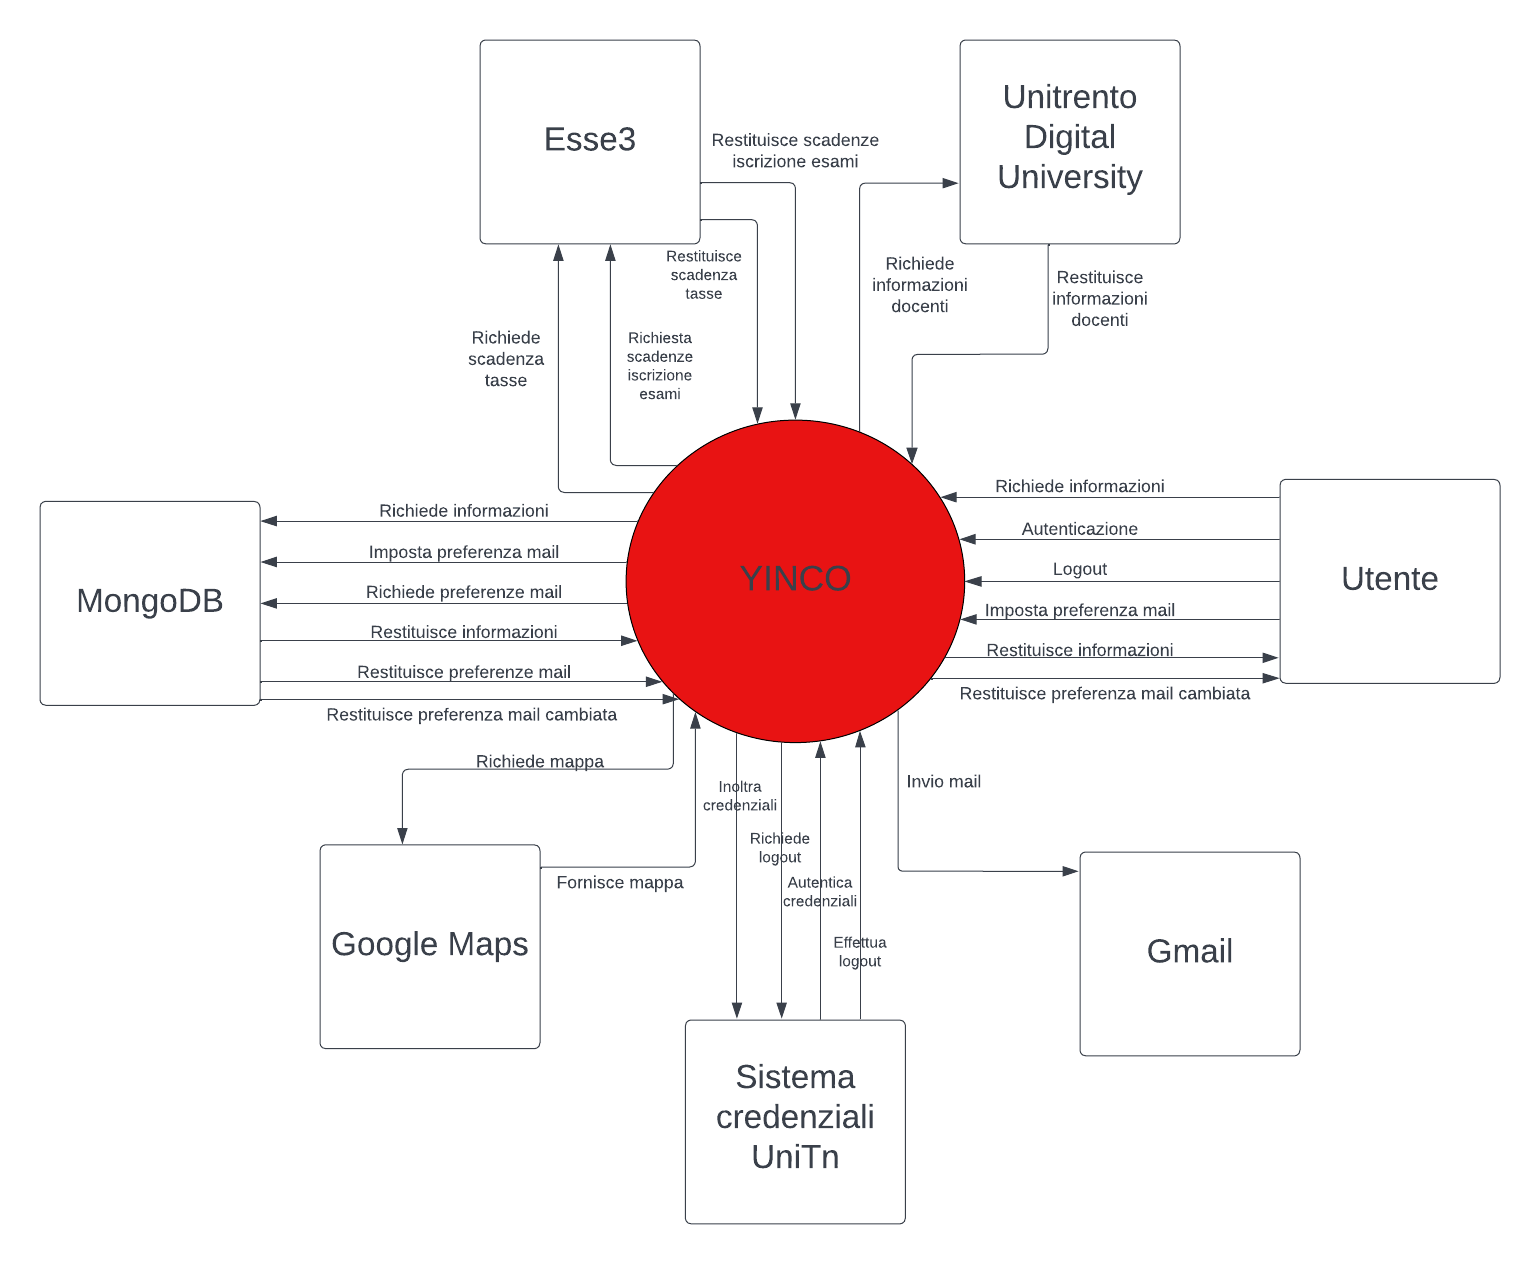 Esse3
Unitrento
Digital
University
Restituisce scadenze
iscrizione esami
Restituisce
scadenza
tasse
Richiede
informazioni
docenti
Restituisce
informazioni
docenti
Richiede
scadenza
tasse
Richiesta
scadenze
iscrizione
esami
MongoDB
Richiede informazioni
Imposta preferenza mail
Richiede preferenze mail
Restituisce informazioni
Restituisce preferenze mail
Restituisce preferenza mail cambiata
YINCO
Richiede informazioni
Autenticazione
Logout
Imposta preferenza mail
Restituisce informazioni
Restituisce preferenza mail cambiata
Utente
Richiede mappa
Fornisce mappa
Google Maps
Inoltra
credenziali
Richiede
logout
Autentica
credenziali
Effettua
logout
Invio mail
Gmail
Sistema
credenziali
UniTn